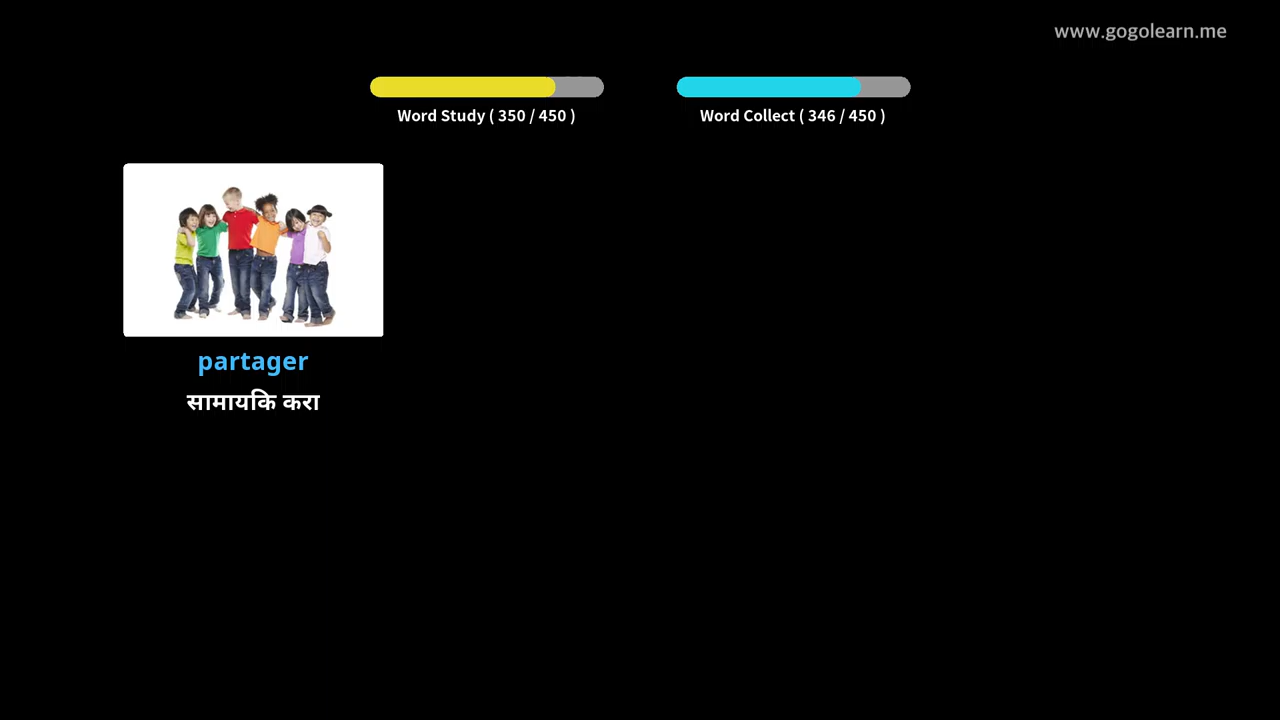 www.gogolearn.me
Word Study ( 350 / 450 )
Word Collect ( 346 / 450 )
partager
सामायकि करा